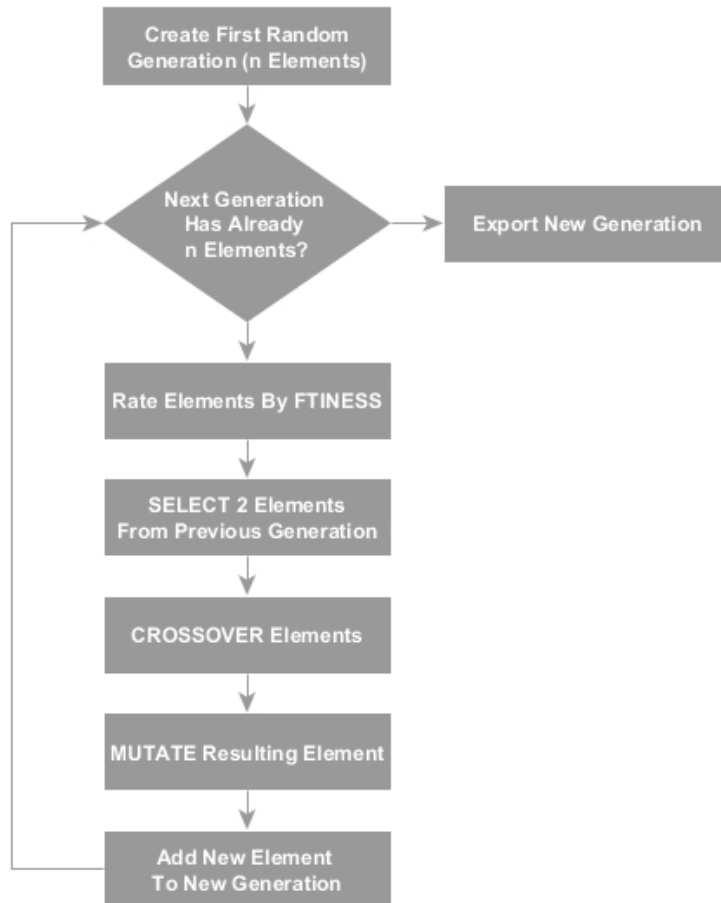 Create First Random
Generation (n Elements)
Next Generation
Has Already
n Elements?
Export New Generation
Rate Elements By FTINESS
SELECT 2 Elements
From Previous Generation
CROSSOVER Elements
MUTATE Resulting Element
Add New Element
To New Generation